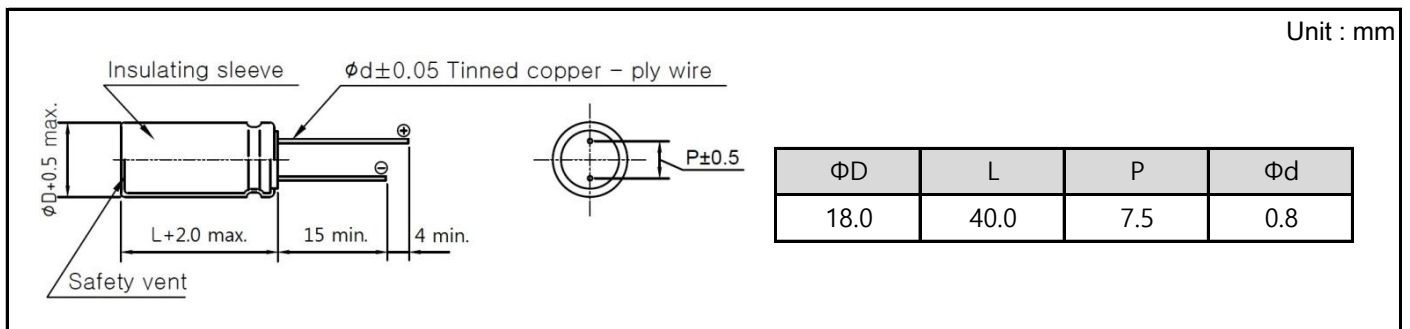 Unit : mm
Insulating sleeve
ϕd±0.05 Tinned copper – ply wire
ϕD+0.5 max.
⊕
⊖
P±0.5
L+2.0 max.
15 min.
4 min.
Safety vent
ΦD L P Φd
18.0 40.0 7.5 0.8